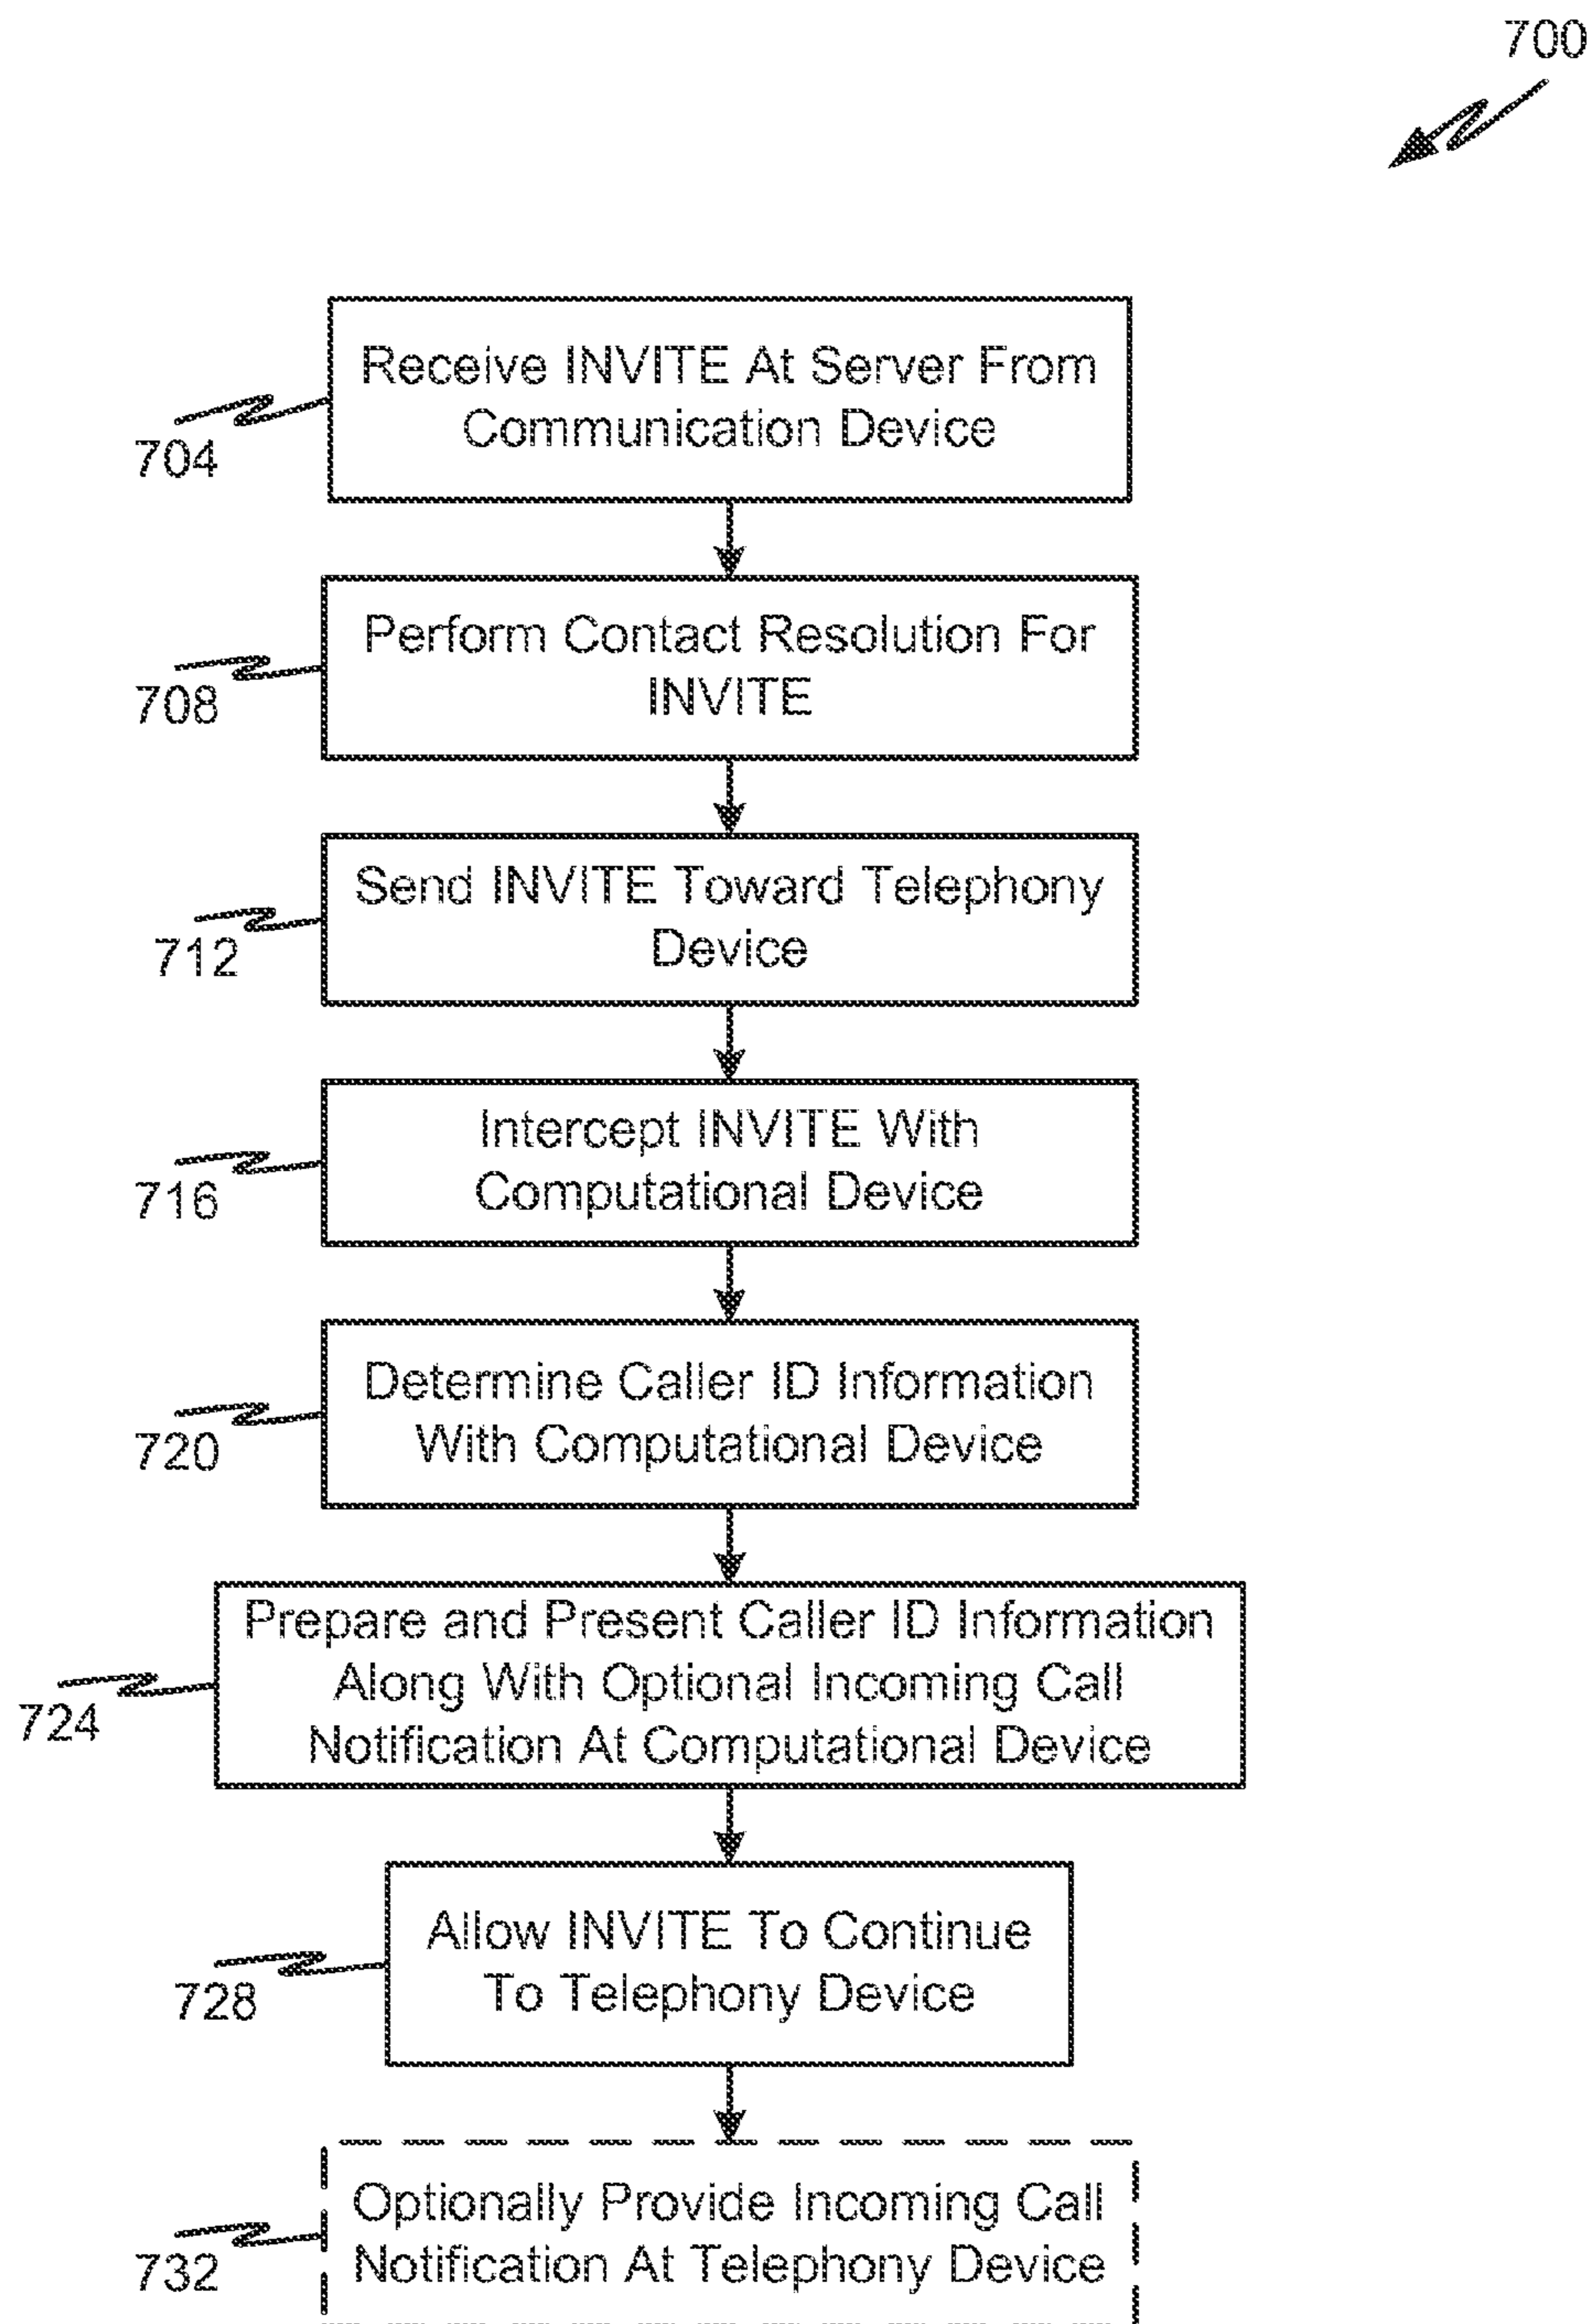 700
Receive INVITE At Server From
Communication Device
704
Perform Contact Resolution For
INVITE
708
Send INVITE Toward Telephony
Device
712
Intercept INVITE With
Computational Device
716
Determine Caller ID Information
With Computational Device
720
Prepare and Present Caller ID Information
Along With Optional Incoming Call
Notification At Computational Device
724
Allow INVITE To Continue
To Telephony Device
728
Optionally Provide Incoming Call
Notification At Telephony Device
732